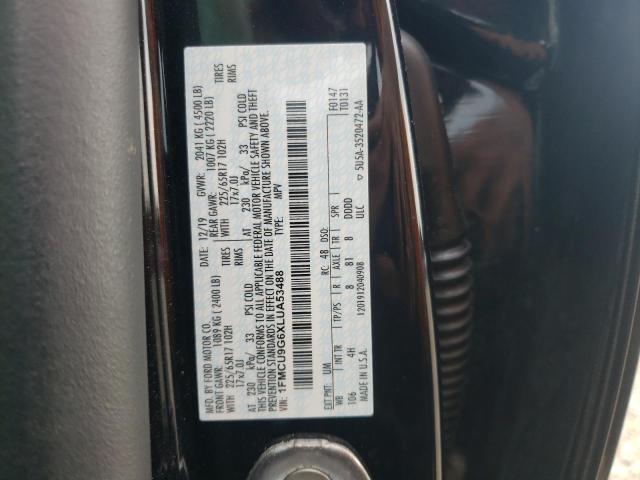 MFD. BY FORD MOTOR CO. DATE: 12/19 GVWR: 2041 KG ( 4500 LB)
FRONT GAWR: 1089 KG ( 2400 LB) REAR GAWR: 1007 KG ( 2220 LB)
WITH 225/65R17 102H TIRES WITH 225/65R17 102H TIRES
17x7.0J RIMS 17x7.0J RIMS
AT 230 kPa/ 33 PSI COLD AT 230 kPa/ 33 PSI COLD
THIS VEHICLE CONFORMS TO ALL APPLICABLE FEDERAL MOTOR VEHICLE SAFETY AND THEFT
PREVENTION STANDARDS IN EFFECT ON THE DATE OF MANUFACTURE SHOWN ABOVE.
VIN: 1FMCU9G6XLUA53488 TYPE: MPV
EXT PNT: UM RC: 48 DSO: F0147
T0131
WB INT TR TP/PS R AXLE TR SPR
106 4H 8 81 8 DDDD
ULC
MADE IN U.S.A. 120191204090B 5U5A-3520472-AA